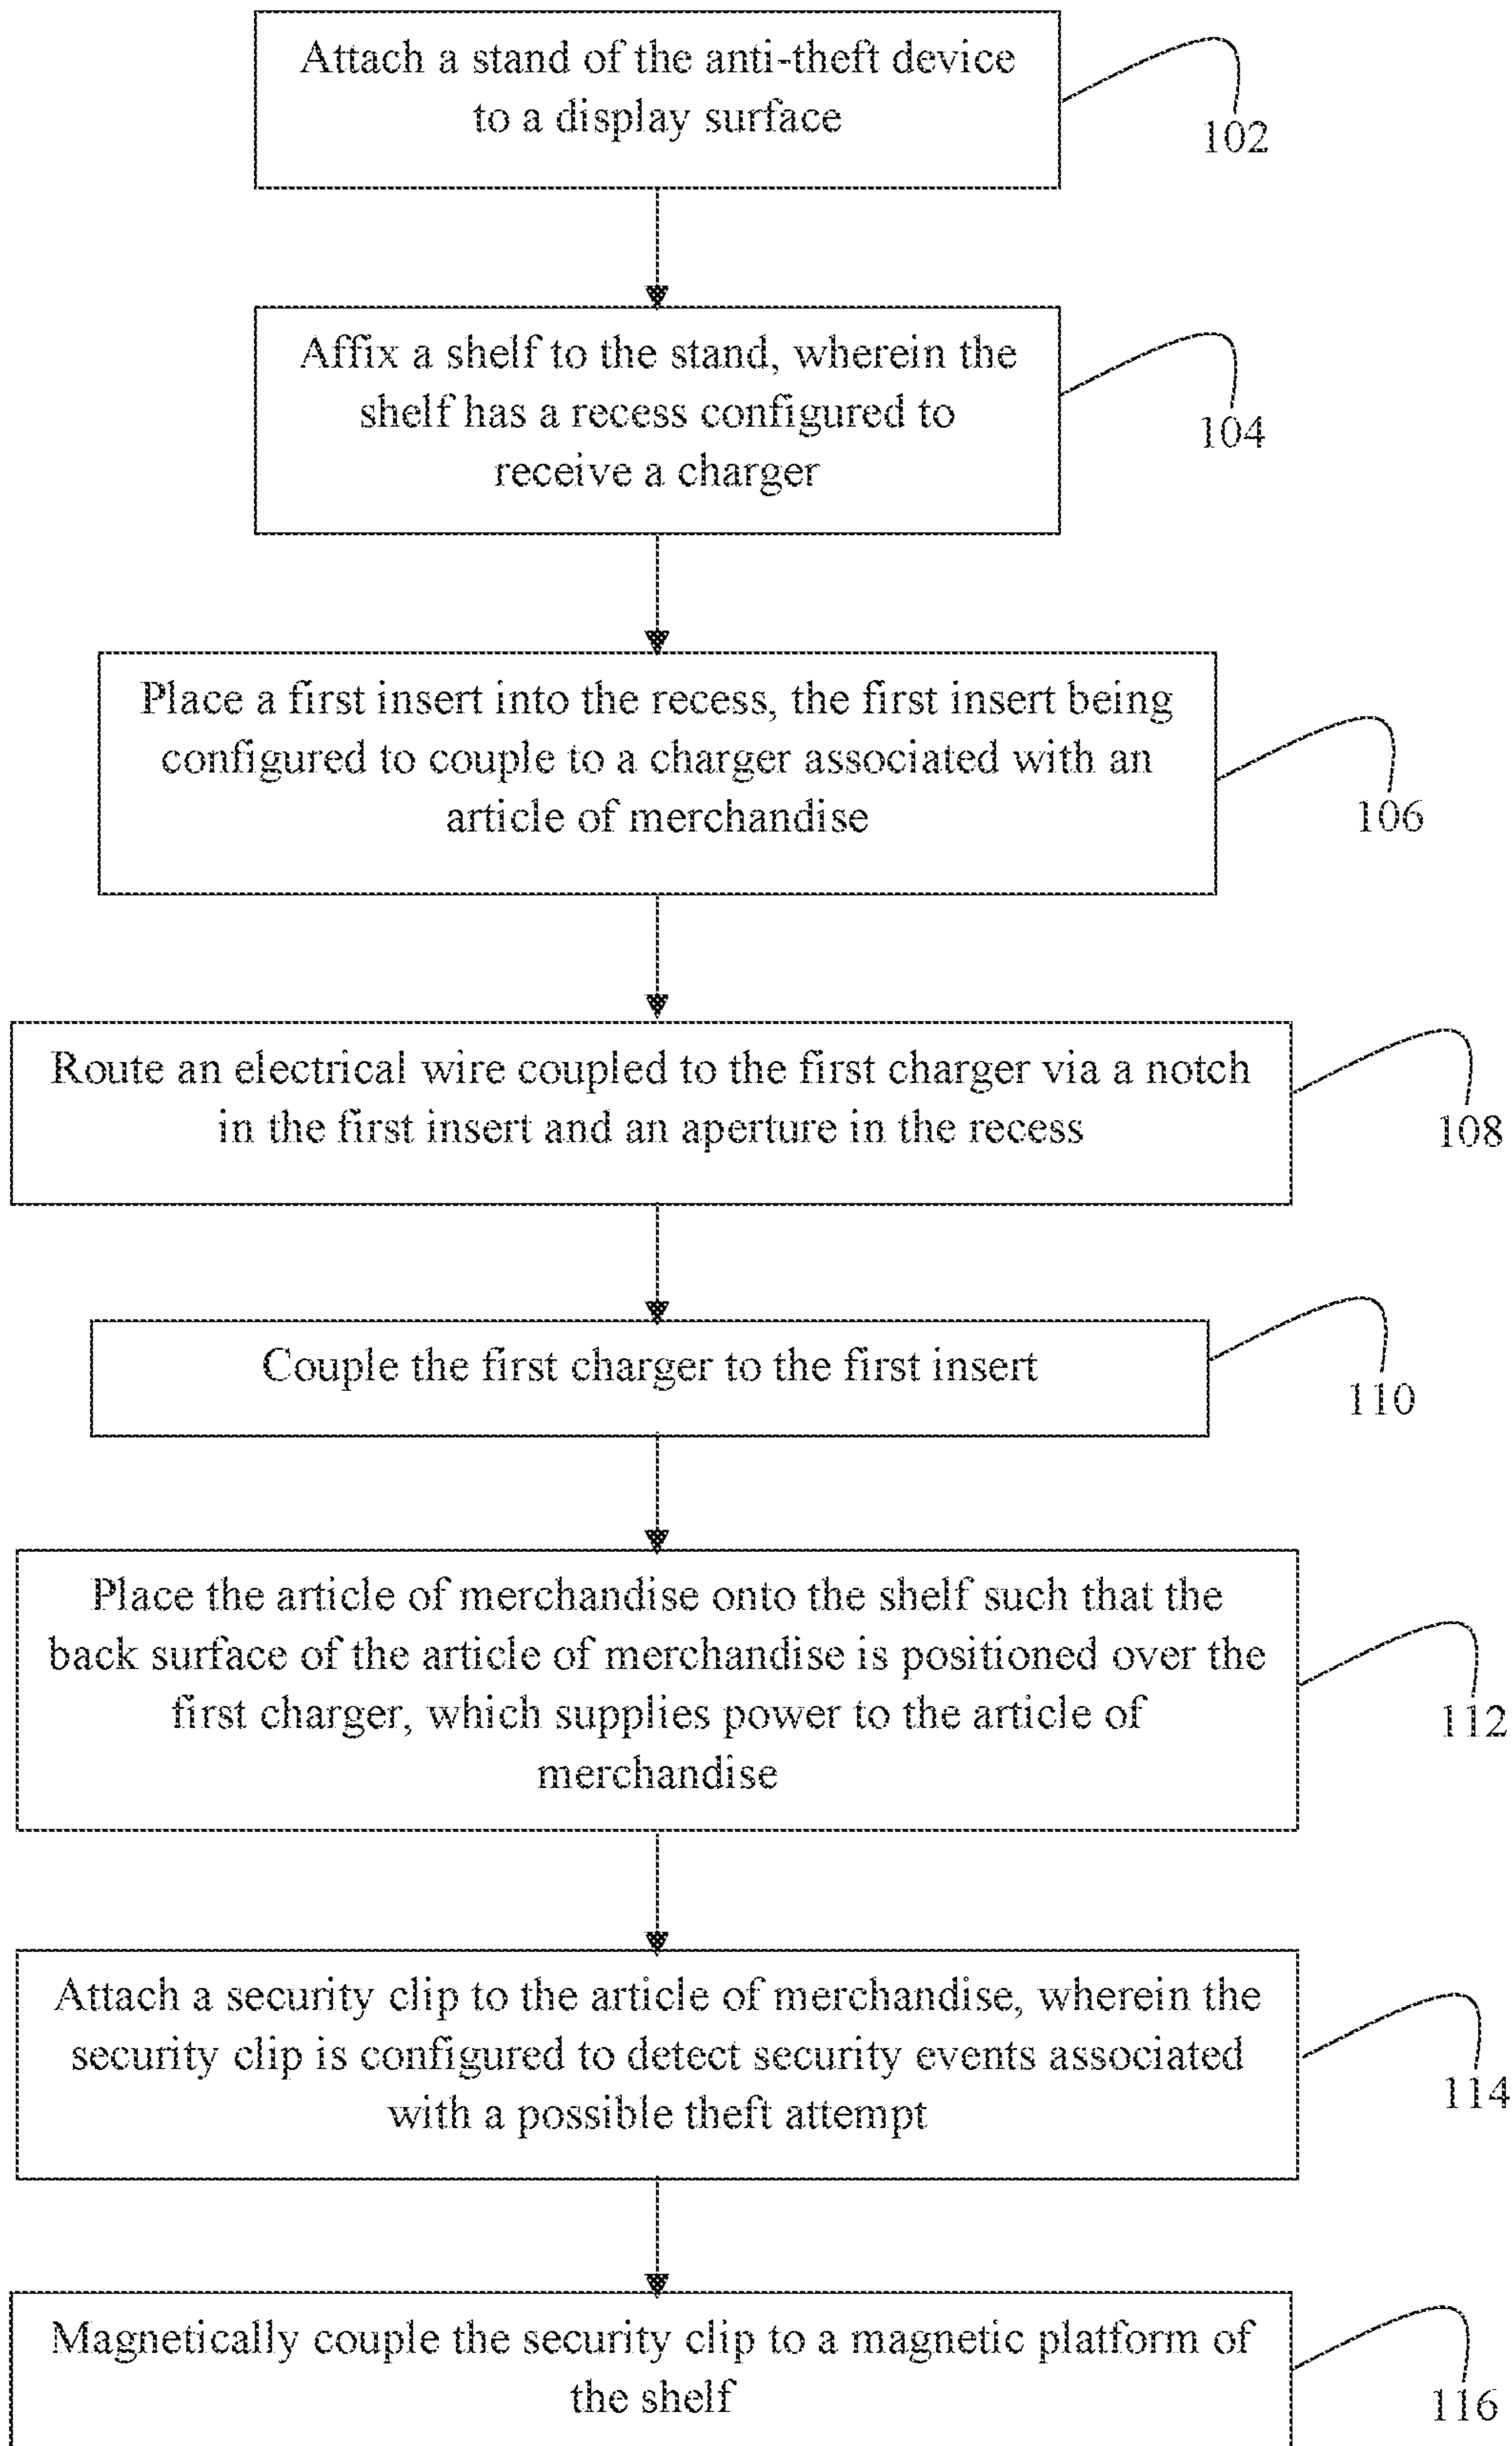 Attach a stand of the anti-theft device
to a display surface
102
Affix a shelf to the stand, wherein the
shelf has a recess configured to
receive a charger
104
Place a first insert into the recess, the first insert being
configured to couple to a charger associated with an
article of merchandise
106
Route an electrical wire coupled to the first charger via a notch
in the first insert and an aperture in the recess
108
Couple the first charger to the first insert
110
Place the article of merchandise onto the shelf such that the
back surface of the article of merchandise is positioned over the
first charger, which supplies power to the article of
merchandise
112
Attach a security clip to the article of merchandise, wherein the
security clip is configured to detect security events associated
with a possible theft attempt
114
Magnetically couple the security clip to a magnetic platform of
the shelf
116